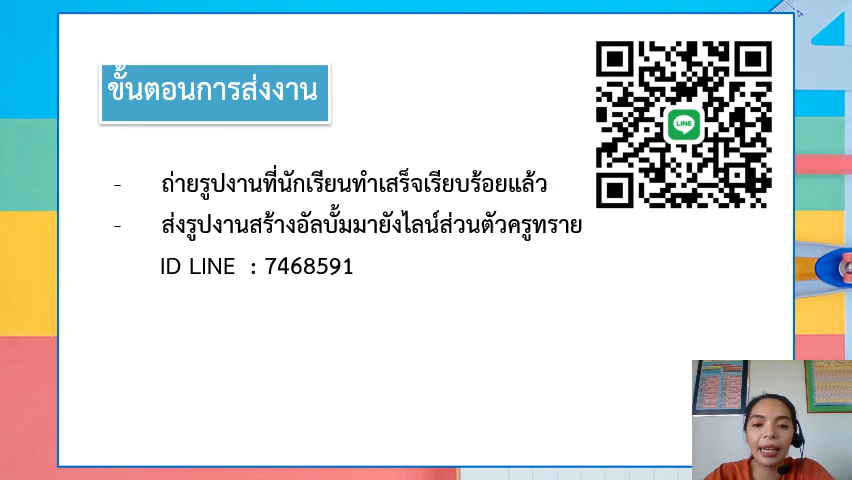 ขั้นตอนการส่งงาน
LINE
- ถ่ายรูปงานที่นักเรียนทำเสร็จเรียบร้อยแล้ว
- ส่งรูปงานสร้างอัลบั้มมายังไลน์ส่วนตัวครูทราย
ID LINE : 7468591